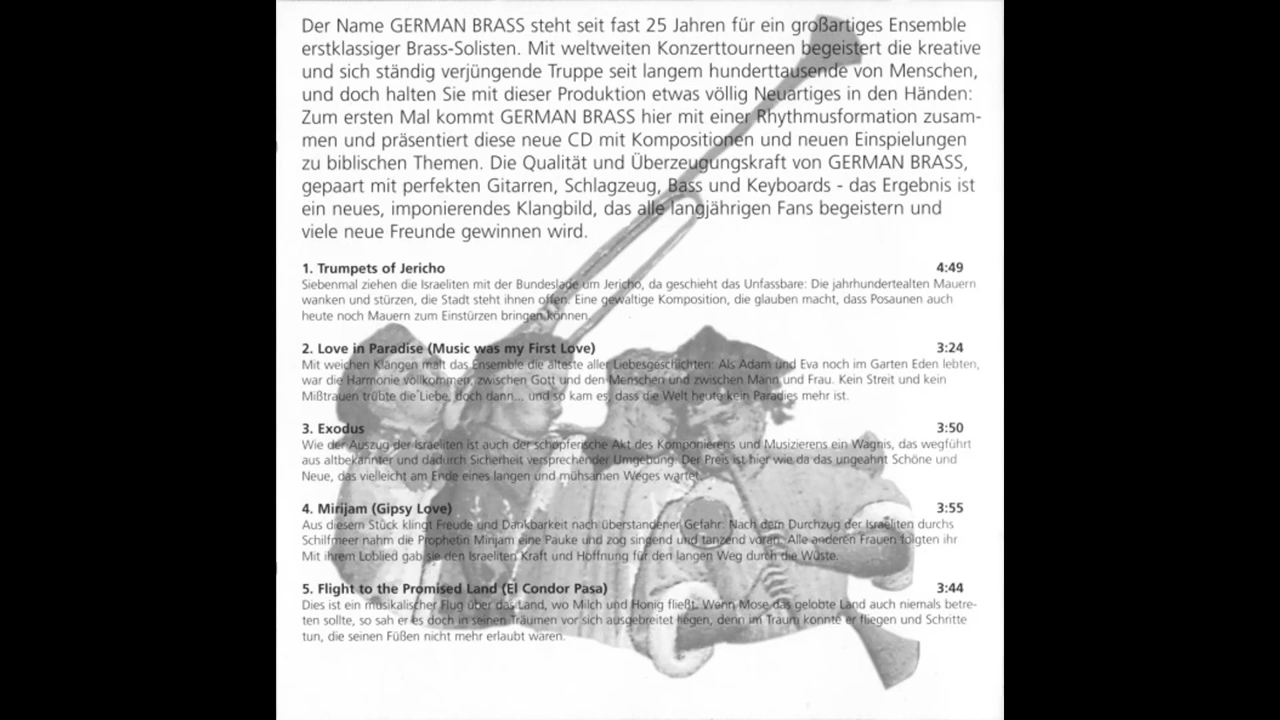 Der Name GERMAN BRASS steht seit fast 25 Jahren für ein großartiges Ensemble
erstklassiger Brass-Solisten. Mit weltweiten Konzerttourneen begeistert die kreative
und sich ständig verjüngende Truppe seit langem hunderttausende von Menschen,
und doch halten Sie mit dieser Produktion etwas völlig Neuartiges in den Händen:
Zum ersten Mal kommt GERMAN BRASS hier mit einer Rhythmusformation zusam-
men und präsentiert diese neue CD mit Kompositionen und neuen Einspielungen
zu biblischen Themen. Die Qualität und Überzeugungskraft von GERMAN BRASS,
gepaart mit perfekten Gitarren, Schlagzeug, Bass und Keyboards - das Ergebnis ist
ein neues, imponierendes Klangbild, das alle langjährigen Fans begeistern und
viele neue Freunde gewinnen wird.
1. Trumpets of Jericho 4:49
Siebenmal ziehen die Israeliten mit der Bundeslade um Jericho, da geschieht das Unfassbare: Die jahrhundertealten Mauern
wanken und stürzen, die Stadt steht ihnen offen. Eine gewaltige Komposition, die glauben macht, dass Posaunen auch
heute noch Mauern zum Einstürzen bringen können.
2. Love in Paradise (Music was my First Love) 3:24
Mit weichen Klängen malt das Ensemble die älteste aller Liebesgeschichten: Als Adam und Eva noch im Garten Eden lebten,
war die Harmonie vollkommen, zwischen Gott und den Menschen und zwischen Mann und Frau. Kein Streit und kein
Mißtrauen trübte die Liebe, doch dann... und so kam es, dass die Welt heute kein Paradies mehr ist.
3. Exodus 3:50
Wie der Auszug der Israeliten ist auch der schöpferische Akt des Komponierens und Musizierens ein Wagnis, das wegführt
aus altbekannter und dadurch Sicherheit versprechender Umgebung. Der Preis ist hier wie da das ungeahnt Schöne und
Neue, das vielleicht am Ende eines langen und mühsamen Weges wartet.
4. Mirijam (Gipsy Love) 3:55
Aus diesem Stück klingt Freude und Dankbarkeit nach überstandener Gefahr: Nach dem Durchzug der Israeliten durchs
Schilfmeer nahm die Prophetin Mirijam eine Pauke und zog singend und tanzend voran. Alle anderen Frauen folgten ihr
Mit ihrem Loblied gab sie den Israeliten Kraft und Hoffnung für den langen Weg durch die Wüste.
5. Flight to the Promised Land (El Condor Pasa) 3:44
Dies ist ein musikalischer Flug über das Land, wo Milch und Honig fließt. Wenn Mose das gelobte Land auch niemals betre-
ten sollte, so sah er es doch in seinen Träumen vor sich ausgebreitet liegen, denn im Traum konnte er fliegen und Schritte
tun, die seinen Füßen nicht mehr erlaubt waren.